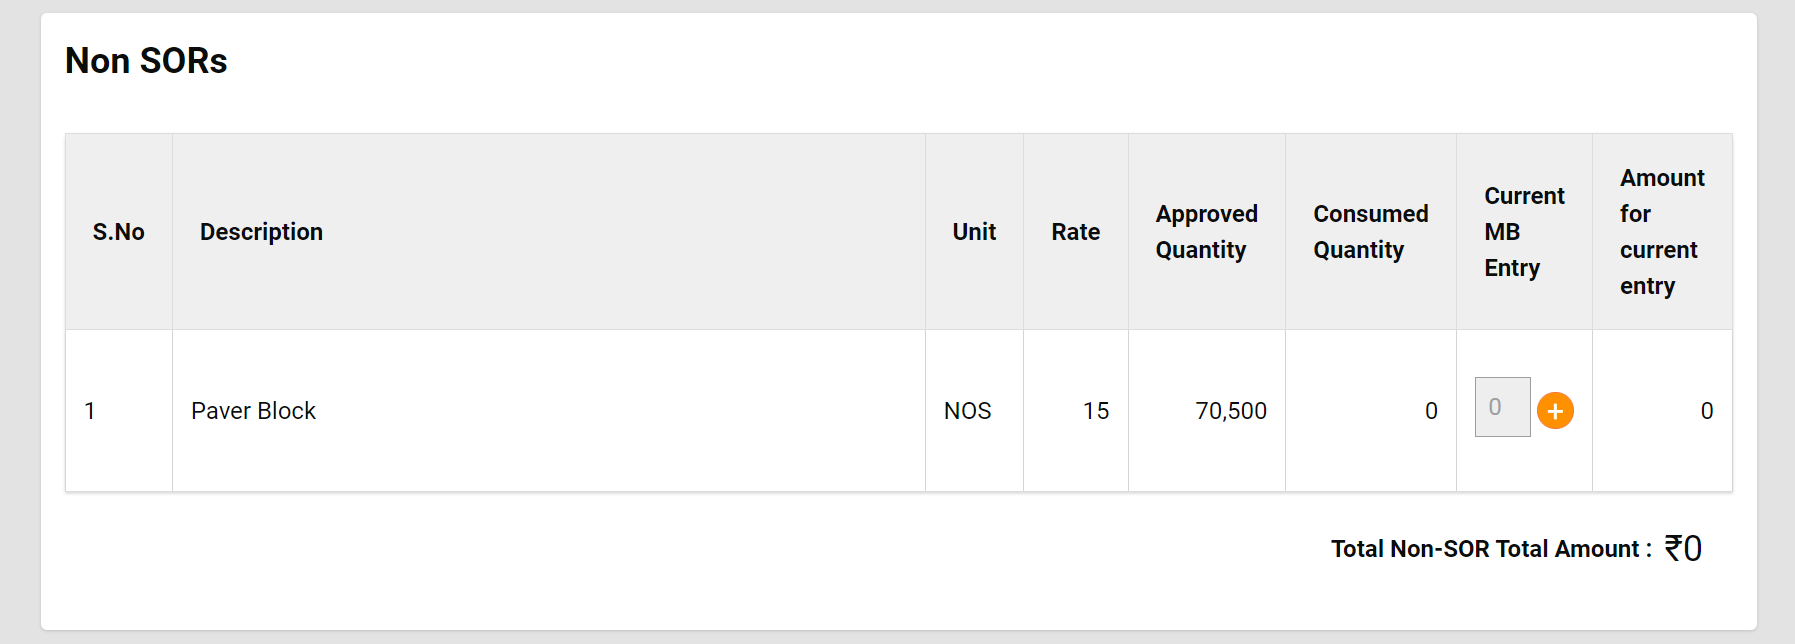 Non SORs
S.No
Description
Unit
Rate
Approved
Quantity
Consumed
Quantity
Current
MB
Entry
Amount
for
current
entry
1
Paver Block
NOS
15
70,500
0
0
+
0
Total Non-SOR Total Amount : ₹0